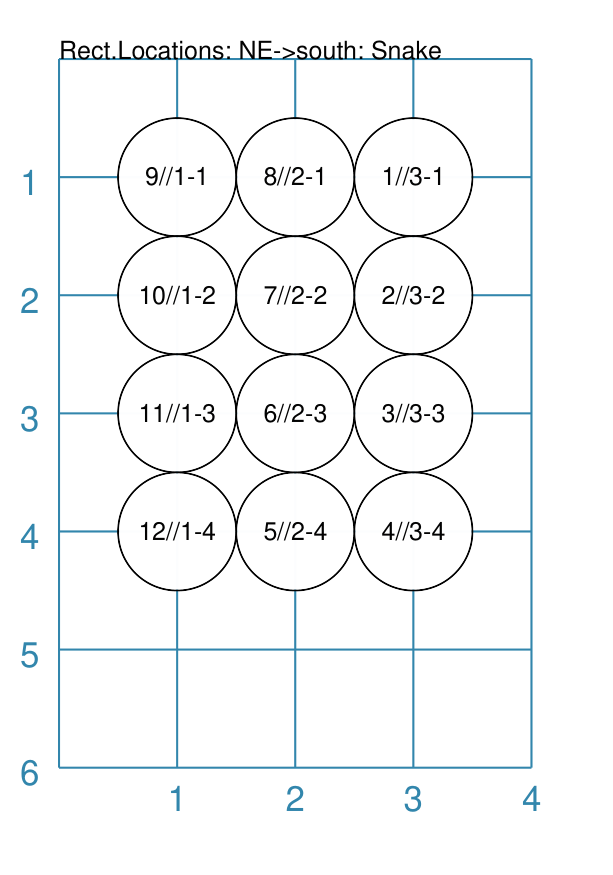 Rect.Locations: NE->south: Snake
1 9//1-1 8//2-1 1//3-1
2 10//1-2 7//2-2 2//3-2
3 11//1-3 6//2-3 3//3-3
4 12//1-4 5//2-4 4//3-4
5
6
1 2 3 4